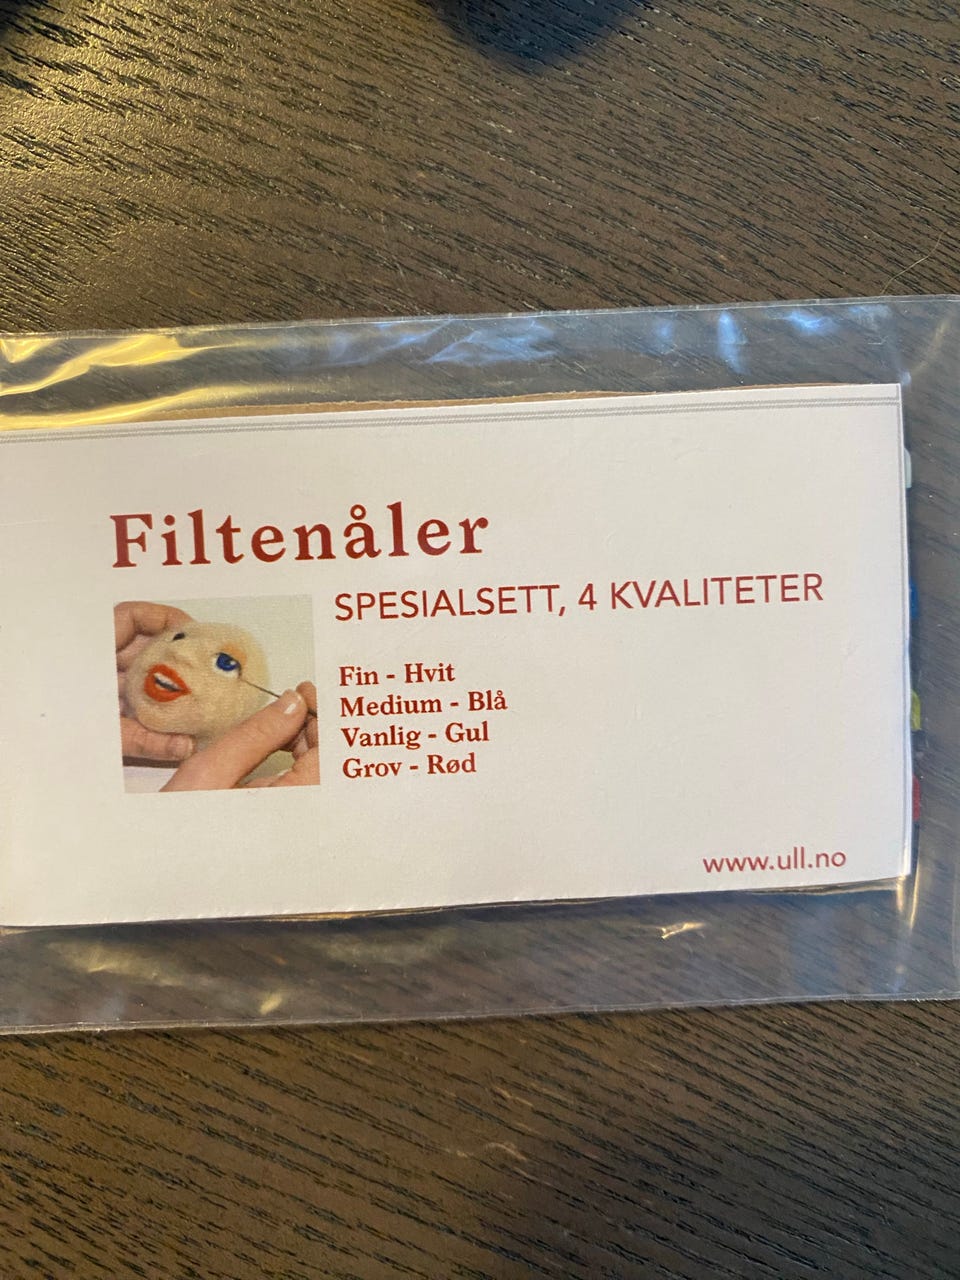 Filtenåler
SPESIALSETT, 4 KVALITETER
Fin - Hvit
Medium - Blå
Vanlig - Gul
Grov - Rød
www.ull.no